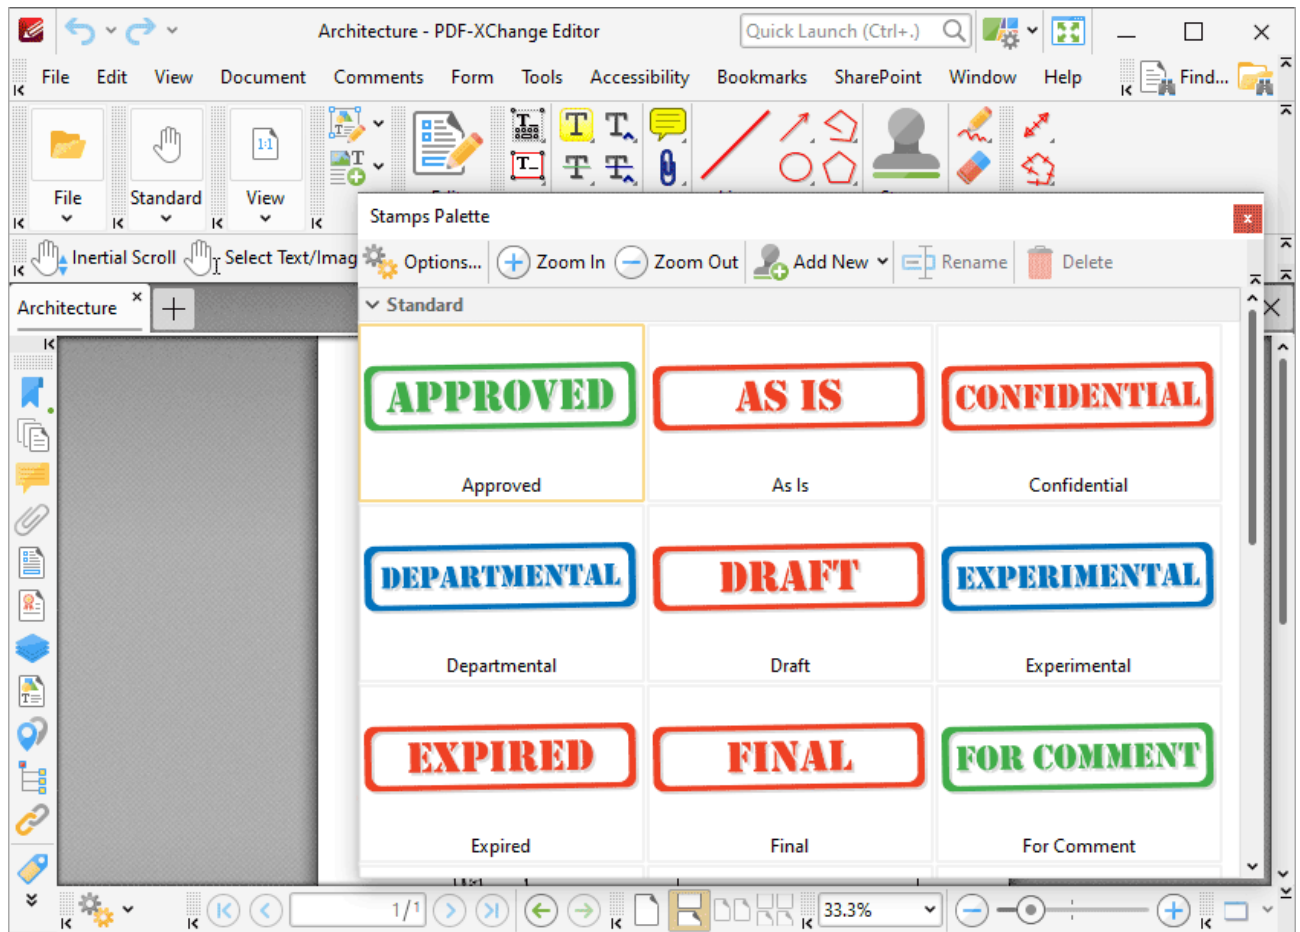 Architecture - PDF-XChange Editor
Quick Launch (Ctrl+.)
File Edit View Document Comments Form Tools Accessibility Bookmarks SharePoint Window Help Find...
1:1
File Standard View
Stamps Palette
Inertial Scroll Select Text/Imag
Options... Zoom In Zoom Out Add New Rename Delete
Architecture
Standard
APPROVED AS IS CONFIDENTIAL
Approved As Is Confidential
DEPARTMENTAL DRAFT EXPERIMENTAL
Departmental Draft Experimental
EXPIRED FINAL FOR COMMENT
Expired Final For Comment
1/1 33.3%